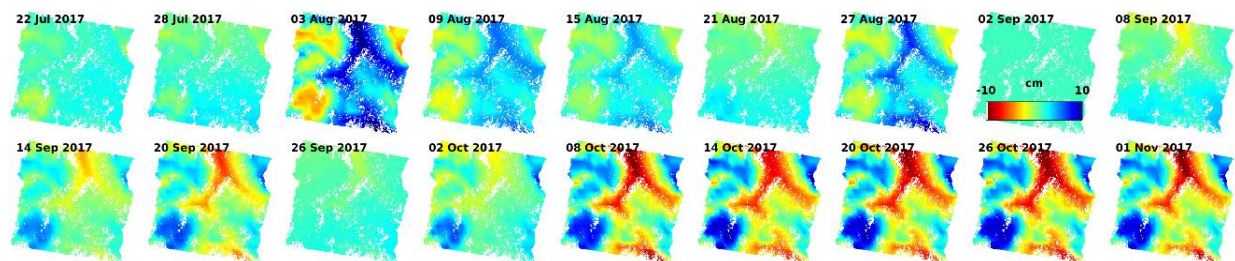 22 Jul 2017 28 Jul 2017 03 Aug 2017 09 Aug 2017 15 Aug 2017 21 Aug 2017 27 Aug 2017 02 Sep 2017 08 Sep 2017
cm
-10 10
14 Sep 2017 20 Sep 2017 26 Sep 2017 02 Oct 2017 08 Oct 2017 14 Oct 2017 20 Oct 2017 26 Oct 2017 01 Nov 2017